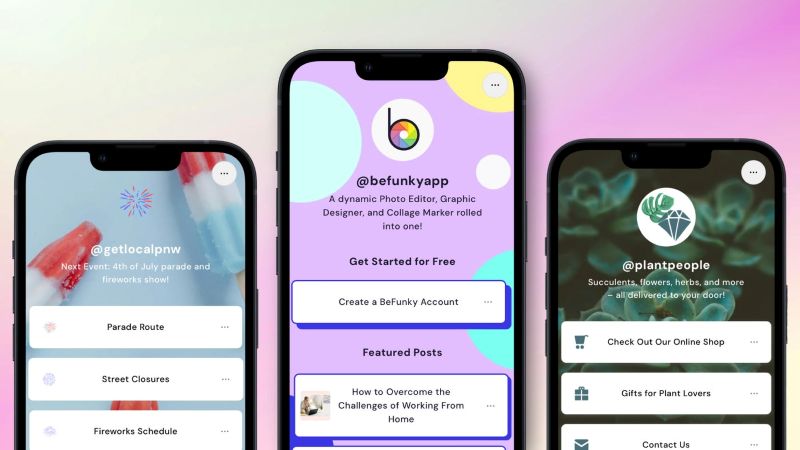 @getlocalpnw
Next Event: 4th of July parade and
fireworks show!
Parade Route
Street Closures
Fireworks Schedule
b
@befunkyapp
A dynamic Photo Editor, Graphic
Designer, and Collage Marker rolled
into one!
Get Started for Free
Create a BeFunky Account
Featured Posts
How to Overcome the
Challenges of Working From
Home
@plantpeople
Succulents, flowers, herbs, and more
– all delivered to your door!
Check Out Our Online Shop
Gifts for Plant Lovers
Contact Us